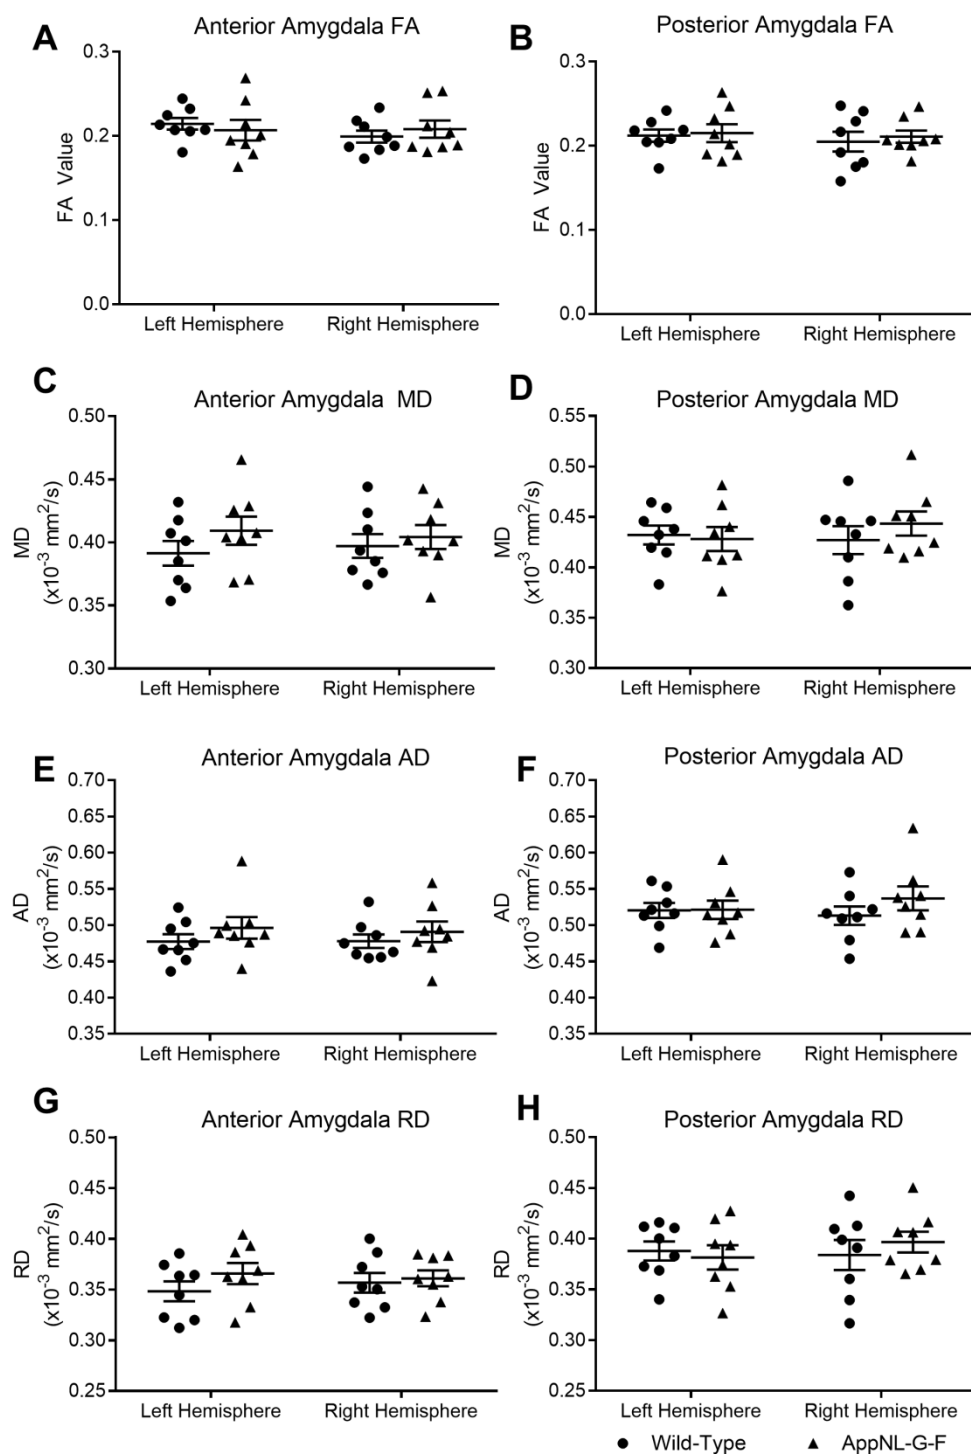 A
Anterior Amygdala FA
0.3
0.2
0.1
0.0
FA Value
Left Hemisphere
Right Hemisphere
B
Posterior Amygdala FA
0.3
0.2
0.1
0.0
FA Value
Left Hemisphere
Right Hemisphere
C
Anterior Amygdala MD
0.50
0.45
0.40
0.35
0.30
MD
(x10⁻³ mm²/s)
Left Hemisphere
Right Hemisphere
D
Posterior Amygdala MD
0.55
0.50
0.45
0.40
0.35
0.30
MD
(x10⁻³ mm²/s)
Left Hemisphere
Right Hemisphere
E
Anterior Amygdala AD
0.70
0.65
0.60
0.55
0.50
0.45
0.40
0.35
AD
(x10⁻³ mm²/s)
Left Hemisphere
Right Hemisphere
F
Posterior Amygdala AD
0.70
0.65
0.60
0.55
0.50
0.45
0.40
0.35
AD
(x10⁻³ mm²/s)
Left Hemisphere
Right Hemisphere
G
Anterior Amygdala RD
0.50
0.45
0.40
0.35
0.30
0.25
RD
(x10⁻³ mm²/s)
Left Hemisphere
Right Hemisphere
H
Posterior Amygdala RD
0.50
0.45
0.40
0.35
0.30
0.25
RD
(x10⁻³ mm²/s)
Left Hemisphere
Right Hemisphere
Wild-Type
AppNL-G-F